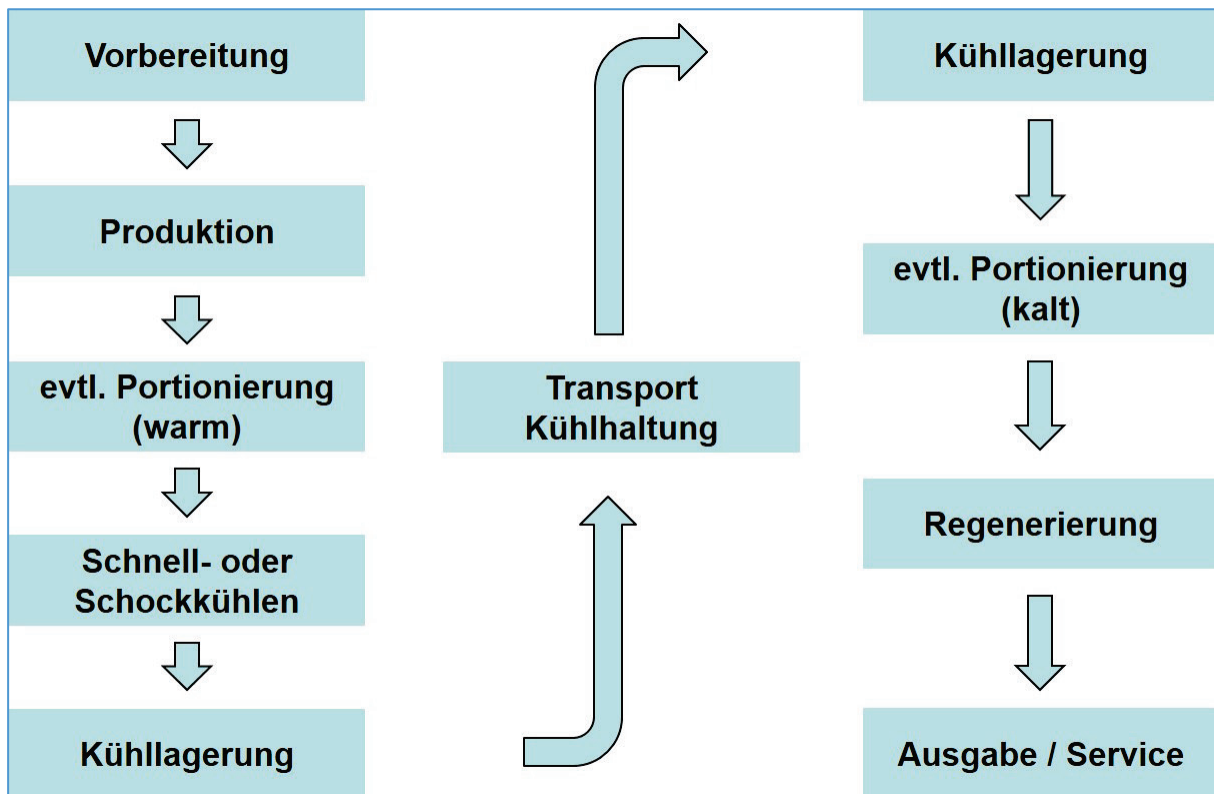 Vorbereitung
Produktion
evtl. Portionierung
(warm)
Schnell- oder
Schockkühlen
Kühllagerung
Transport
Kühlhaltung
Kühllagerung
evtl. Portionierung
(kalt)
Regenerierung
Ausgabe / Service